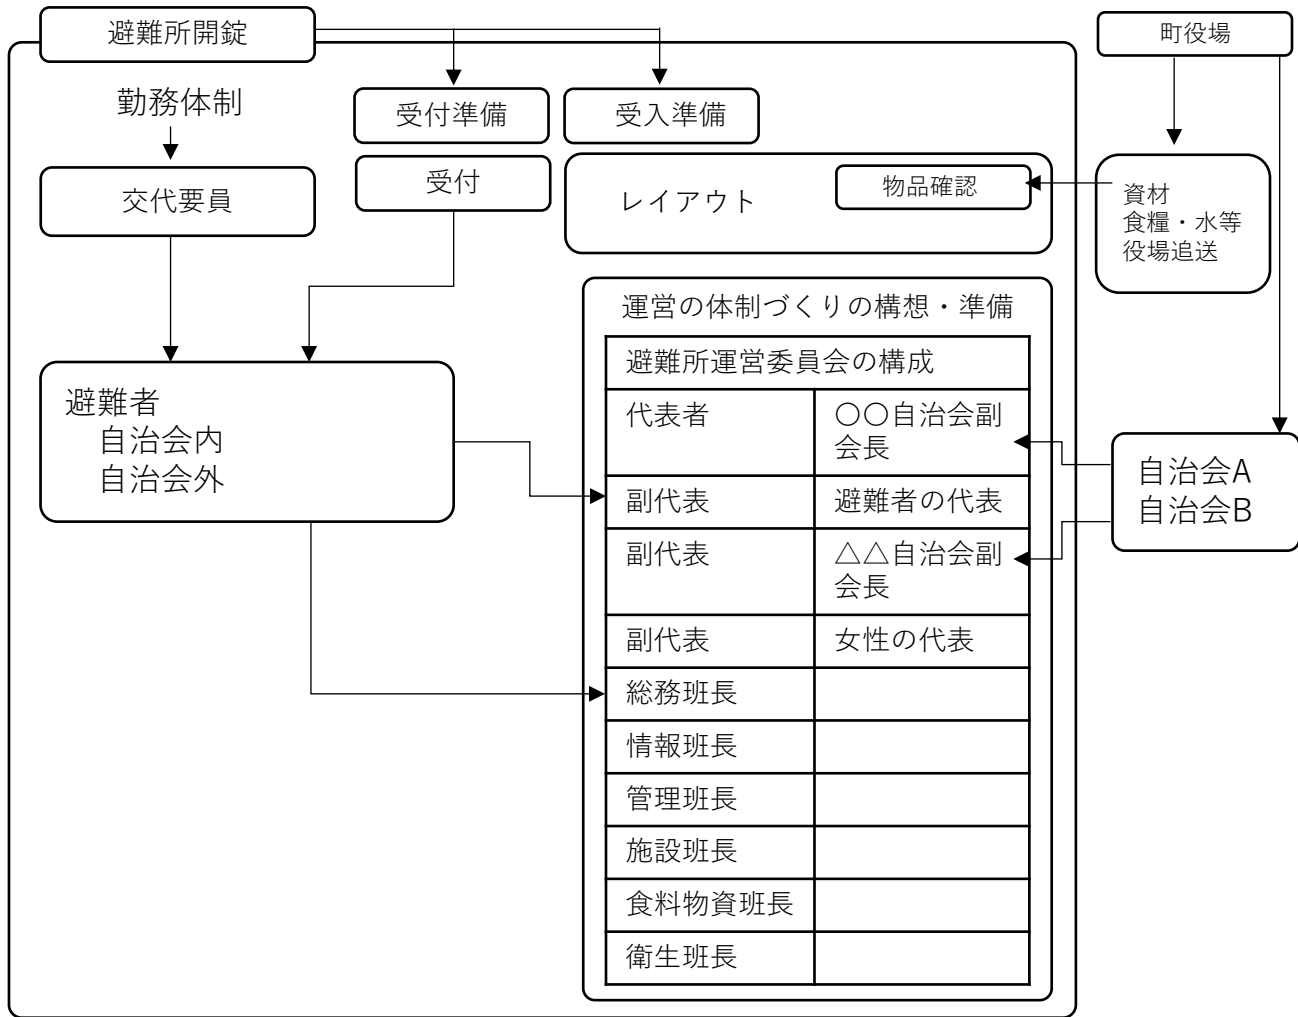 避難所開錠
町役場
勤務体制
受付準備
受入準備
交代要員
受付
レイアウト
物品確認
資材
食糧・水等
役場追送
運営の体制づくりの構想・準備
避難所運営委員会の構成
代表者
〇〇自治会副
会長
副代表
避難者の代表
副代表
△△自治会副
会長
副代表
女性の代表
総務班長
情報班長
管理班長
施設班長
食料物資班長
衛生班長
避難者
自治会内
自治会外
自治会A
自治会B